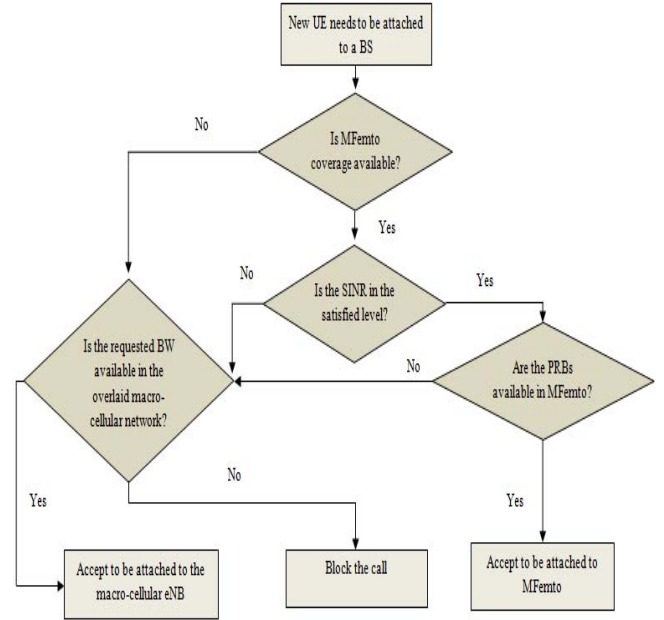 New UE needs to be attached
to a BS
No
Is MFemto
coverage available?
Yes
No
Is the SINR in the
satisfied level?
Yes
Is the requested BW
available in the
overlaid macro-
cellular network?
No
Are the PRBs
available in MFemto?
Yes
No
Yes
Accept to be attached to the
macro-cellular eNB
Block the call
Accept to be attached to
MFemto